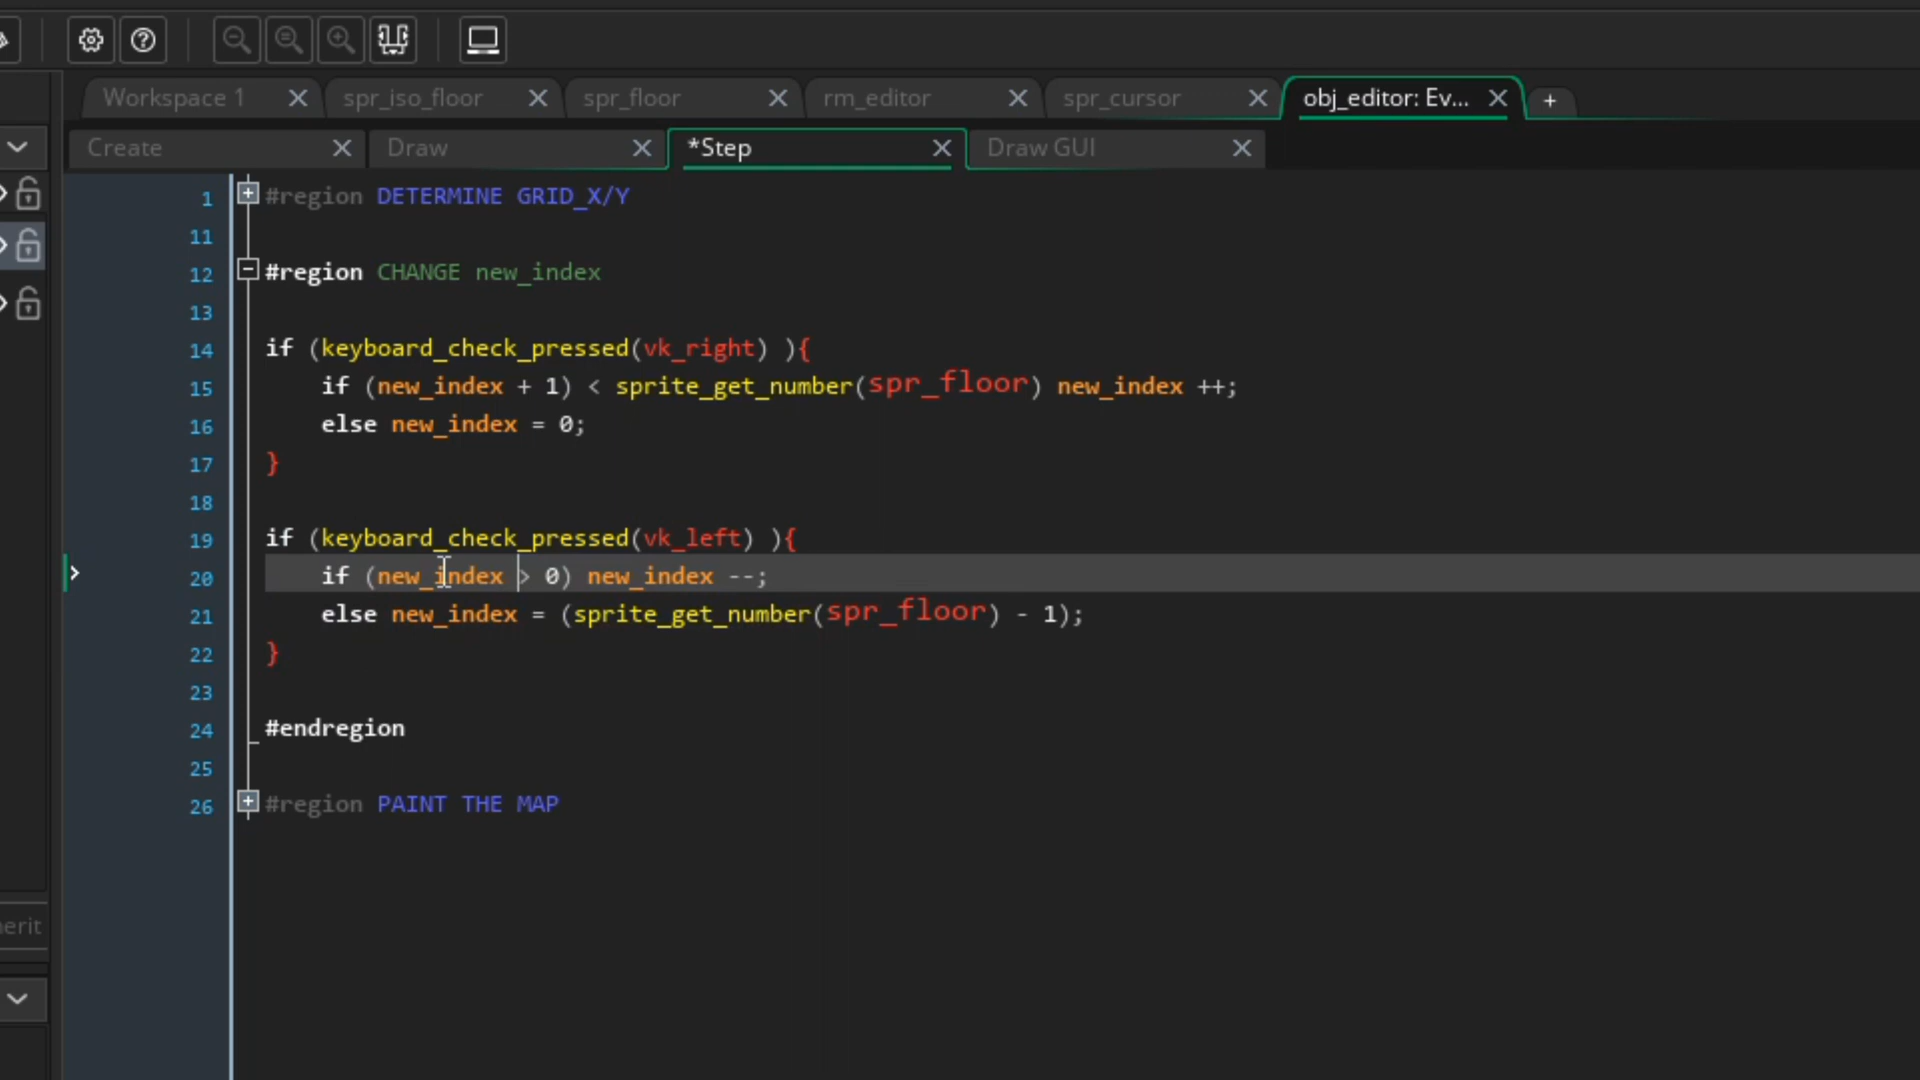 Workspace 1
spr_iso_floor
spr_floor
rm_editor
spr_cursor
obj_editor: Ev...
+
Create
Draw
*Step
Draw GUI
1 #region DETERMINE GRID_X/Y
11
12 #region CHANGE new_index
13
14 if (keyboard_check_pressed(vk_right) ){
15 if (new_index + 1) < sprite_get_number(spr_floor) new_index ++;
16 else new_index = 0;
17 }
18
19 if (keyboard_check_pressed(vk_left) ){
20 if (new_index > 0) new_index --;
21 else new_index = (sprite_get_number(spr_floor) - 1);
22 }
23
24 #endregion
25
26 #region PAINT THE MAP
erit